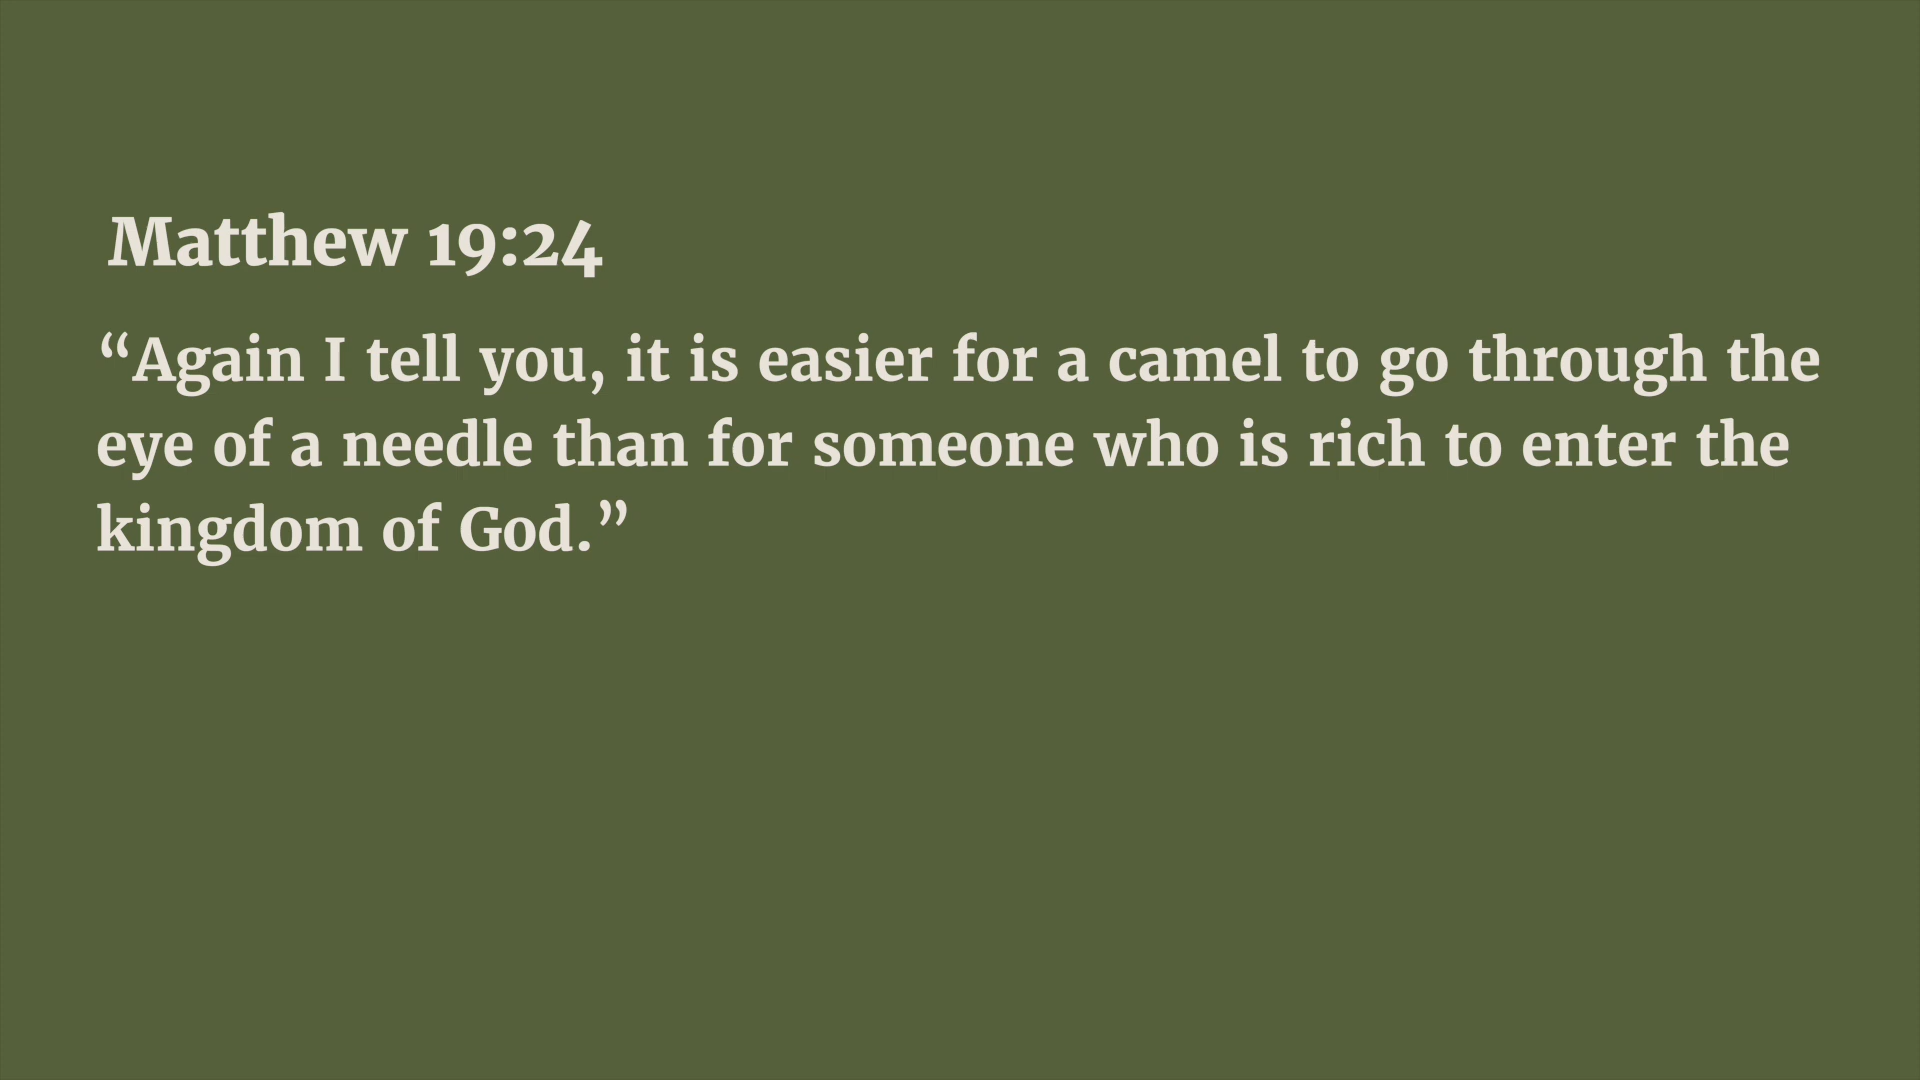 Matthew 19:24
“Again I tell you, it is easier for a camel to go through the
eye of a needle than for someone who is rich to enter the
kingdom of God.”